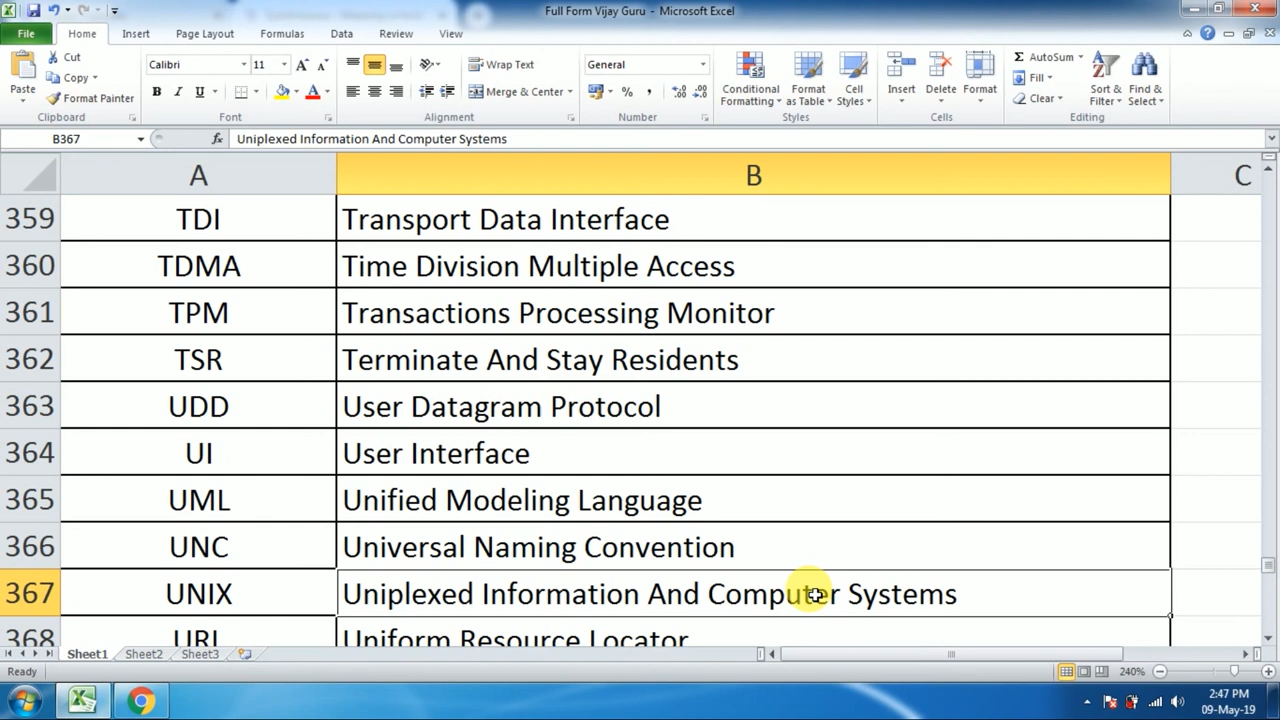 Full Form Vijay Guru - Microsoft Excel
File Home Insert Page Layout Formulas Data Review View
Paste
Cut
Copy
Format Painter
Clipboard
Calibri 11
B I U A A
A
Font
Wrap Text
Merge & Center
Alignment
General
% ,
Number
Conditional Formatting
Format as Table
Cell Styles
Styles
Insert Delete Format
Cells
Σ AutoSum
Fill
Clear
Sort & Filter
Find & Select
Editing
B367 fx Uniplexed Information And Computer Systems
A B C
359 TDI Transport Data Interface
360 TDMA Time Division Multiple Access
361 TPM Transactions Processing Monitor
362 TSR Terminate And Stay Residents
363 UDD User Datagram Protocol
364 UI User Interface
365 UML Unified Modeling Language
366 UNC Universal Naming Convention
367 UNIX Uniplexed Information And Computer Systems
368 URL Uniform Resource Locator
Sheet1 Sheet2 Sheet3
Ready 240%
2:47 PM
09-May-19